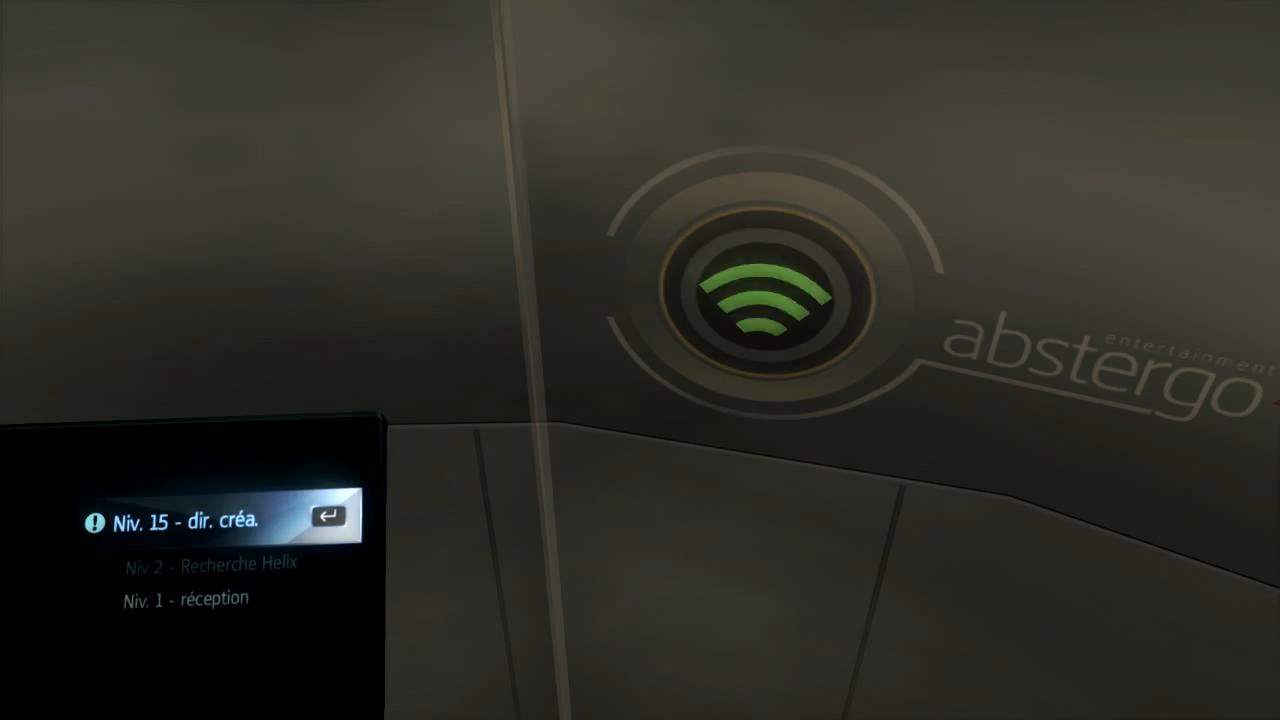 entertainment
abstergo
Niv. 15 - dir. créa.
Niv 2 - Recherche Helix
Niv. 1 - réception